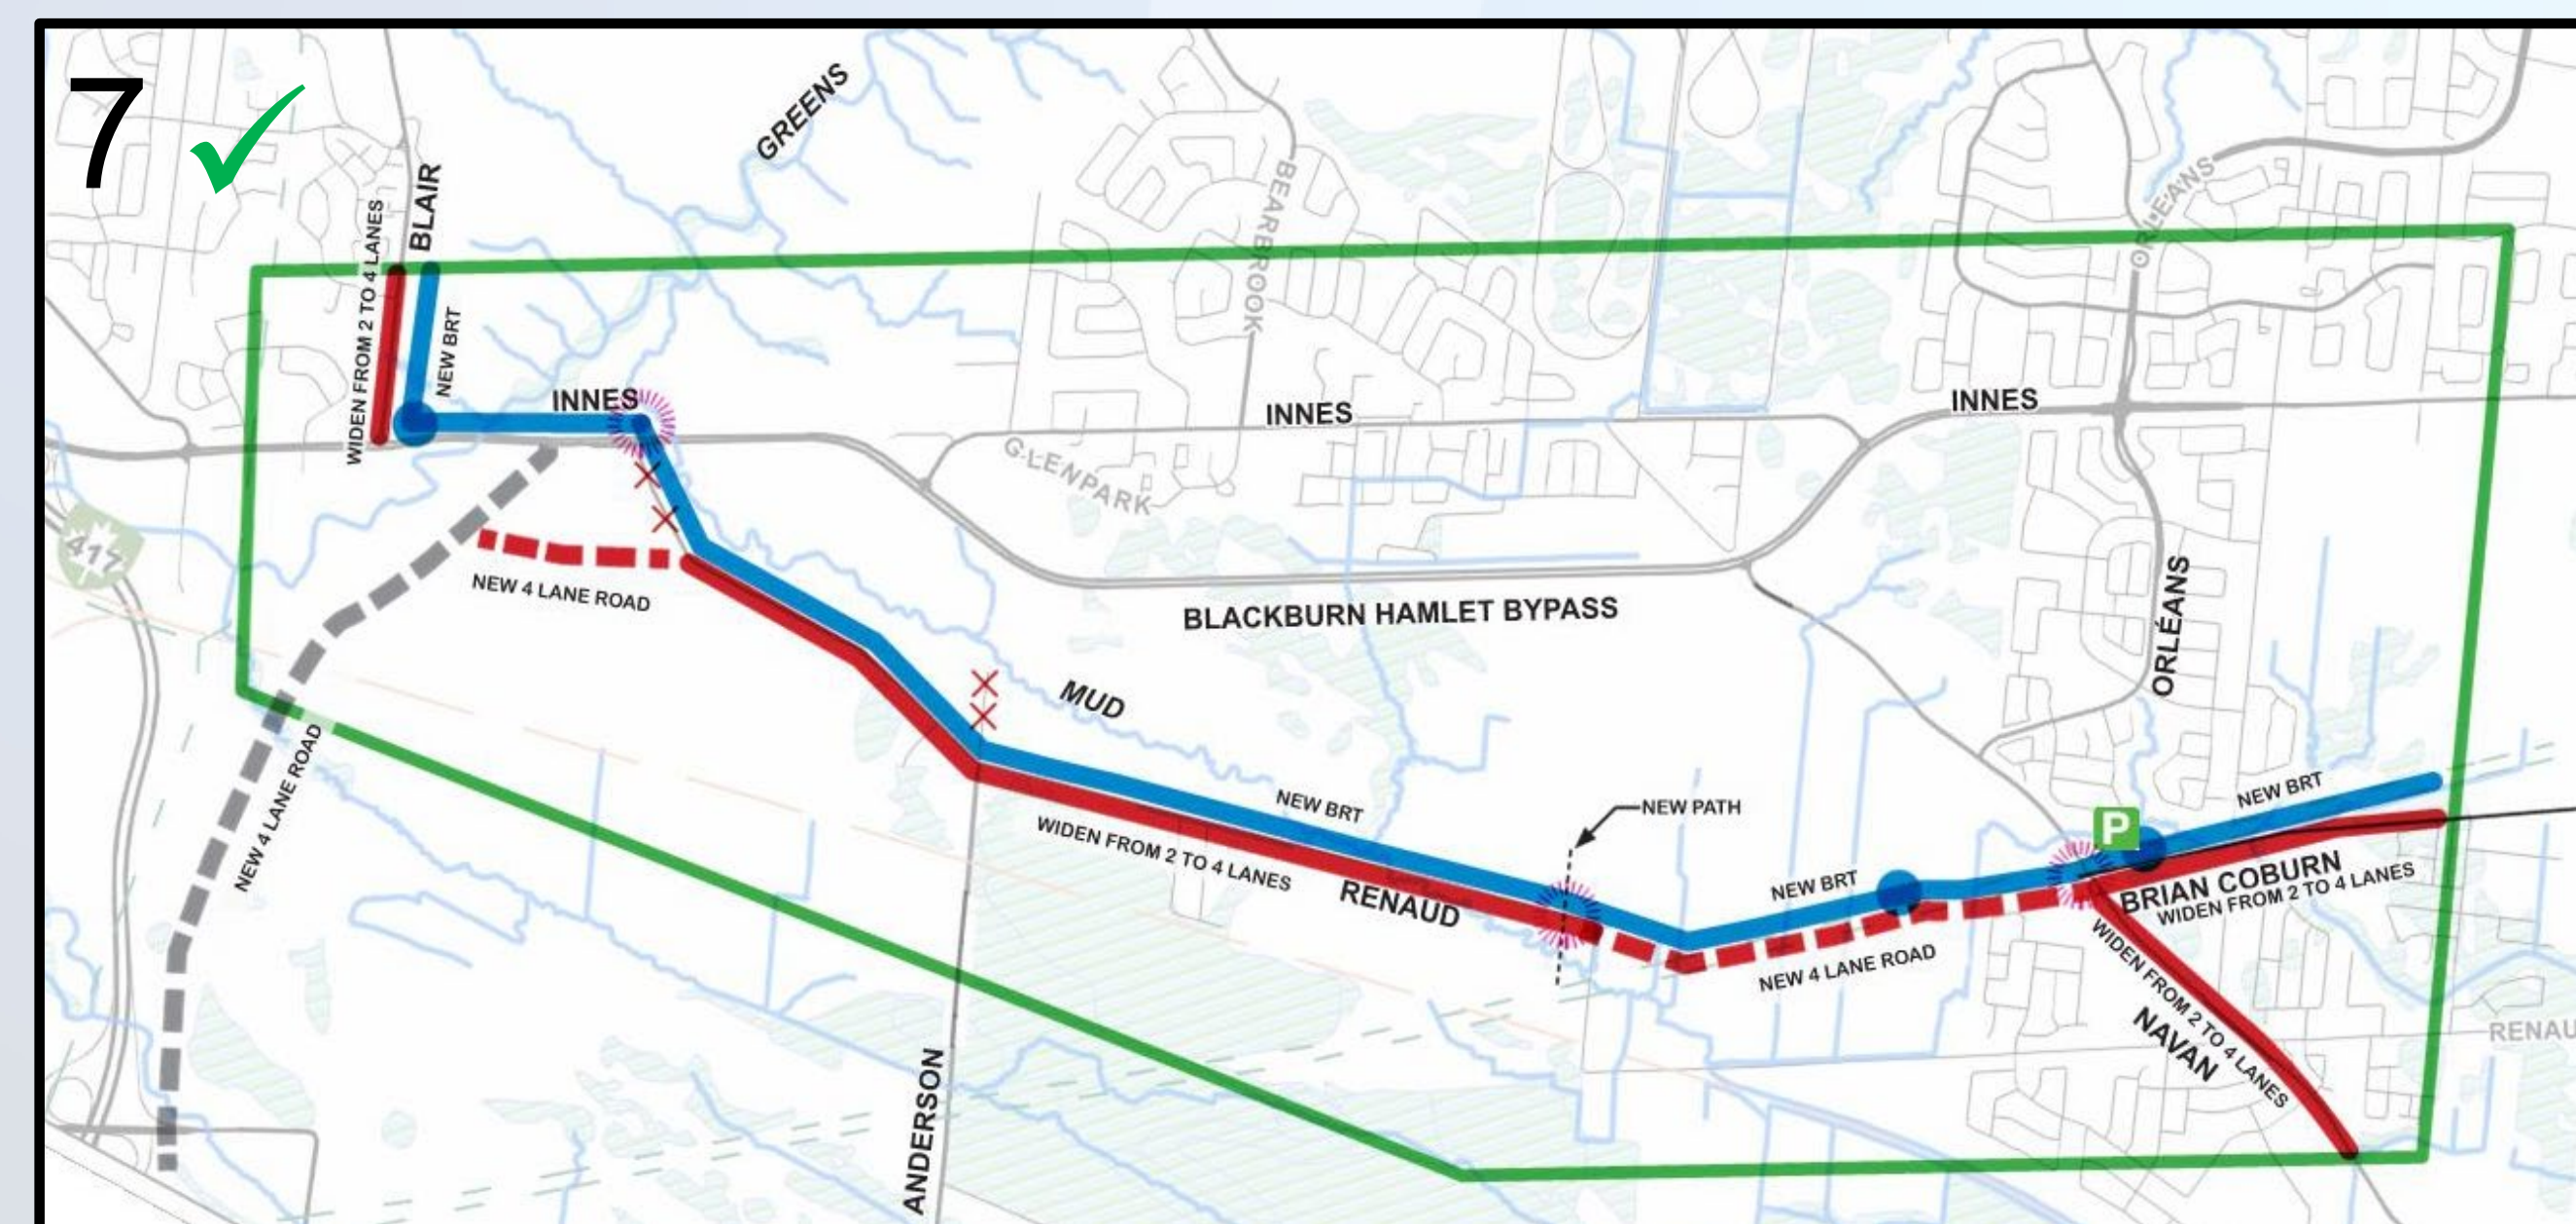 7
GREENS
BLAIR
WIDEN FROM 2 TO 4 LANES
NEW BRT
BEARBROOK
ORLEANS
INNES
INNES
INNES
GLENPARK
417
NEW 4 LANE ROAD
BLACKBURN HAMLET BYPASS
ORLÉANS
MUD
NEW 4 LANE ROAD
NEW BRT
WIDEN FROM 2 TO 4 LANES
RENAUD
NEW PATH
NEW BRT
NEW 4 LANE ROAD
P
NEW BRT
BRIAN COBURN
WIDEN FROM 2 TO 4 LANES
WIDEN FROM 2 TO 4 LANES
NAVAN
RENAU
ANDERSON